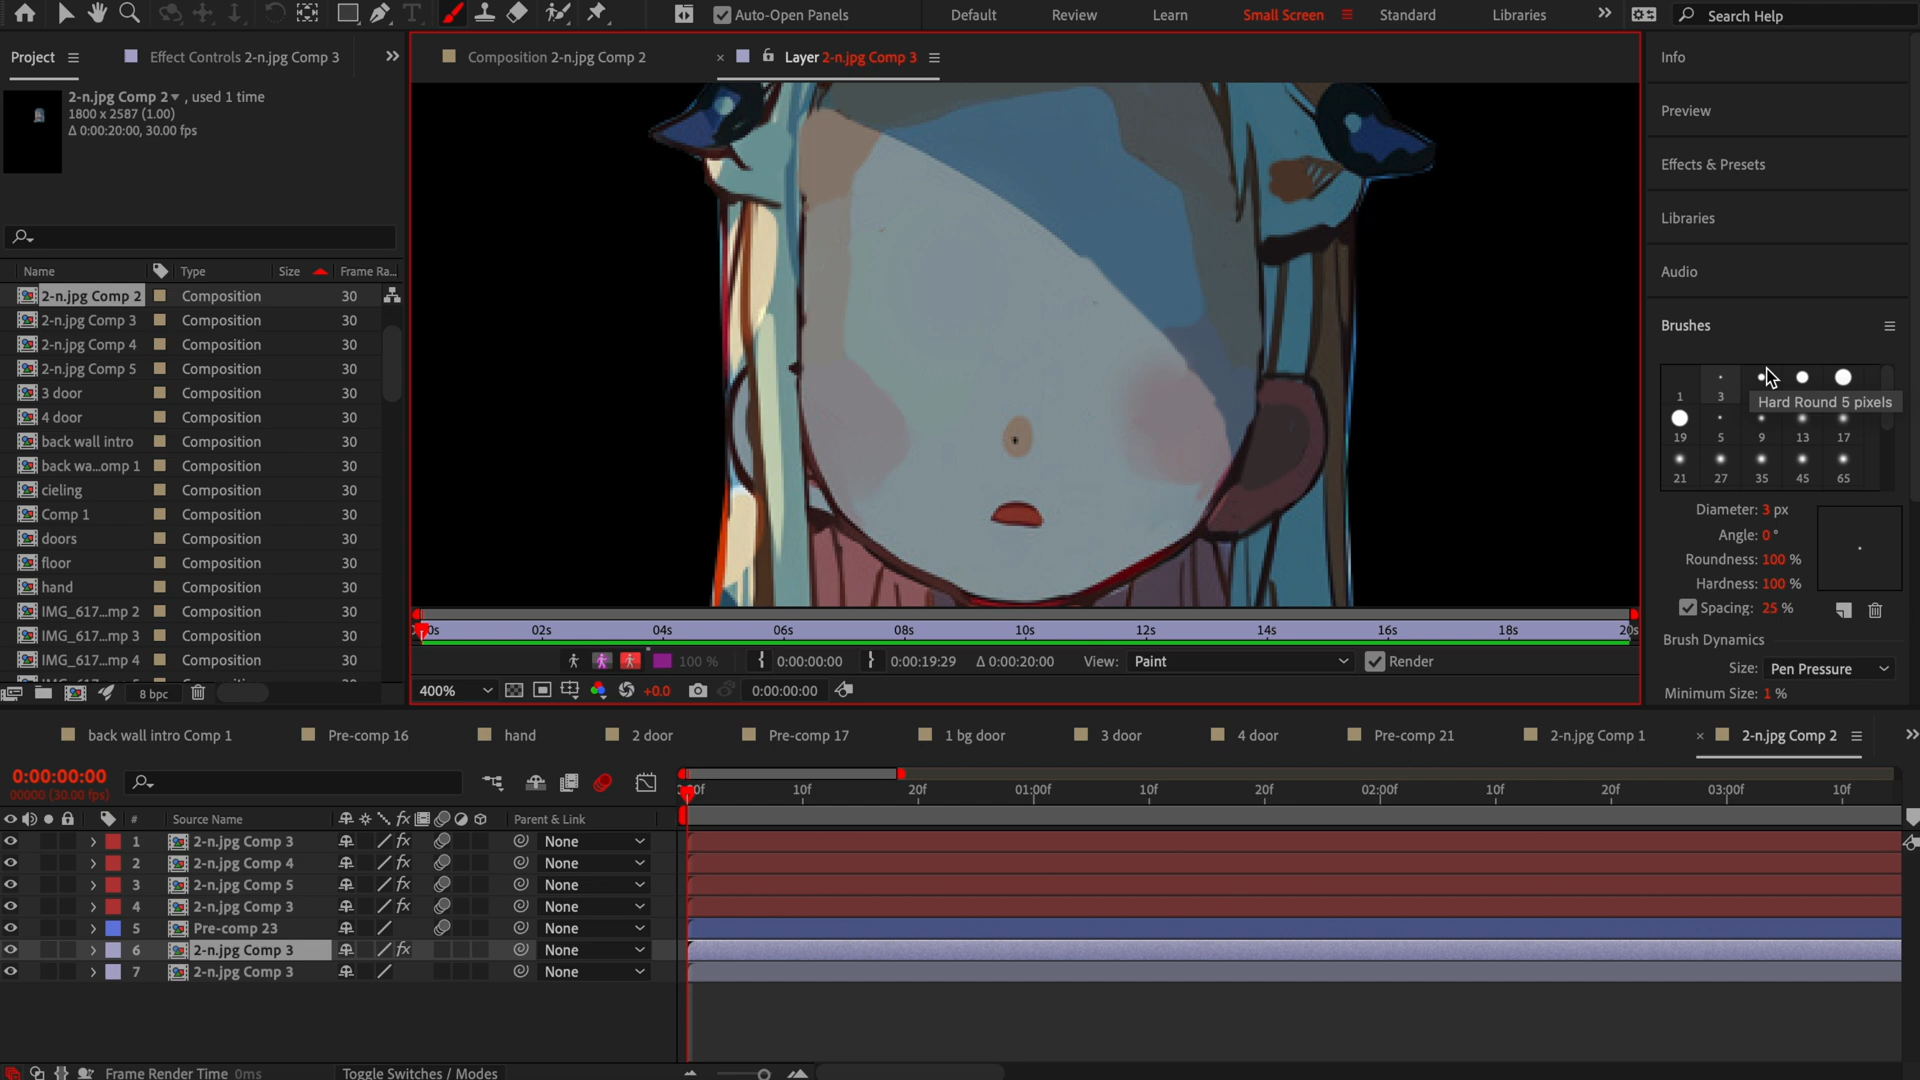 Auto-Open Panels
Default
Review
Learn
Small Screen
Standard
Libraries
Search Help
Project
Effect Controls 2-n.jpg Comp 3
Composition 2-n.jpg Comp 2
Layer 2-n.jpg Comp 3
2-n.jpg Comp 2 , used 1 time
1800 x 2587 (1.00)
Δ 0:00:20:00, 30.00 fps
Name Type Size Frame Ra...
2-n.jpg Comp 2 Composition 30
2-n.jpg Comp 3 Composition 30
2-n.jpg Comp 4 Composition 30
2-n.jpg Comp 5 Composition 30
3 door Composition 30
4 door Composition 30
back wall intro Composition 30
back wa...omp 1 Composition 30
cieling Composition 30
Comp 1 Composition 30
doors Composition 30
floor Composition 30
hand Composition 30
IMG_617...mp 2 Composition 30
IMG_617...mp 3 Composition 30
IMG_617...mp 4 Composition 30
8 bpc
02s 04s 06s 08s 10s 12s 14s 16s 18s 20s
100 % 0:00:00:00 0:00:19:29 Δ 0:00:20:00 View: Paint Render
400% +0.0 0:00:00:00
Info
Preview
Effects & Presets
Libraries
Audio
Brushes
1 3
Hard Round 5 pixels
19 5 9 13 17
21 27 35 45 65
Diameter: 3 px
Angle: 0 °
Roundness: 100 %
Hardness: 100 %
Spacing: 25 %
Brush Dynamics
Size: Pen Pressure
Minimum Size: 1 %
back wall intro Comp 1 Pre-comp 16 hand 2 door Pre-comp 17 1 bg door 3 door 4 door Pre-comp 21 2-n.jpg Comp 1 2-n.jpg Comp 2
0:00:00:00
00000 (30.00 fps)
10f 20f 01:00f 10f 20f 02:00f 10f 20f 03:00f 10f
# Source Name fx Parent & Link
1 2-n.jpg Comp 3 fx None
2 2-n.jpg Comp 4 fx None
3 2-n.jpg Comp 5 fx None
4 2-n.jpg Comp 3 fx None
5 Pre-comp 23 None
6 2-n.jpg Comp 3 fx None
7 2-n.jpg Comp 3 None
Frame Render Time 0ms
Toggle Switches / Modes